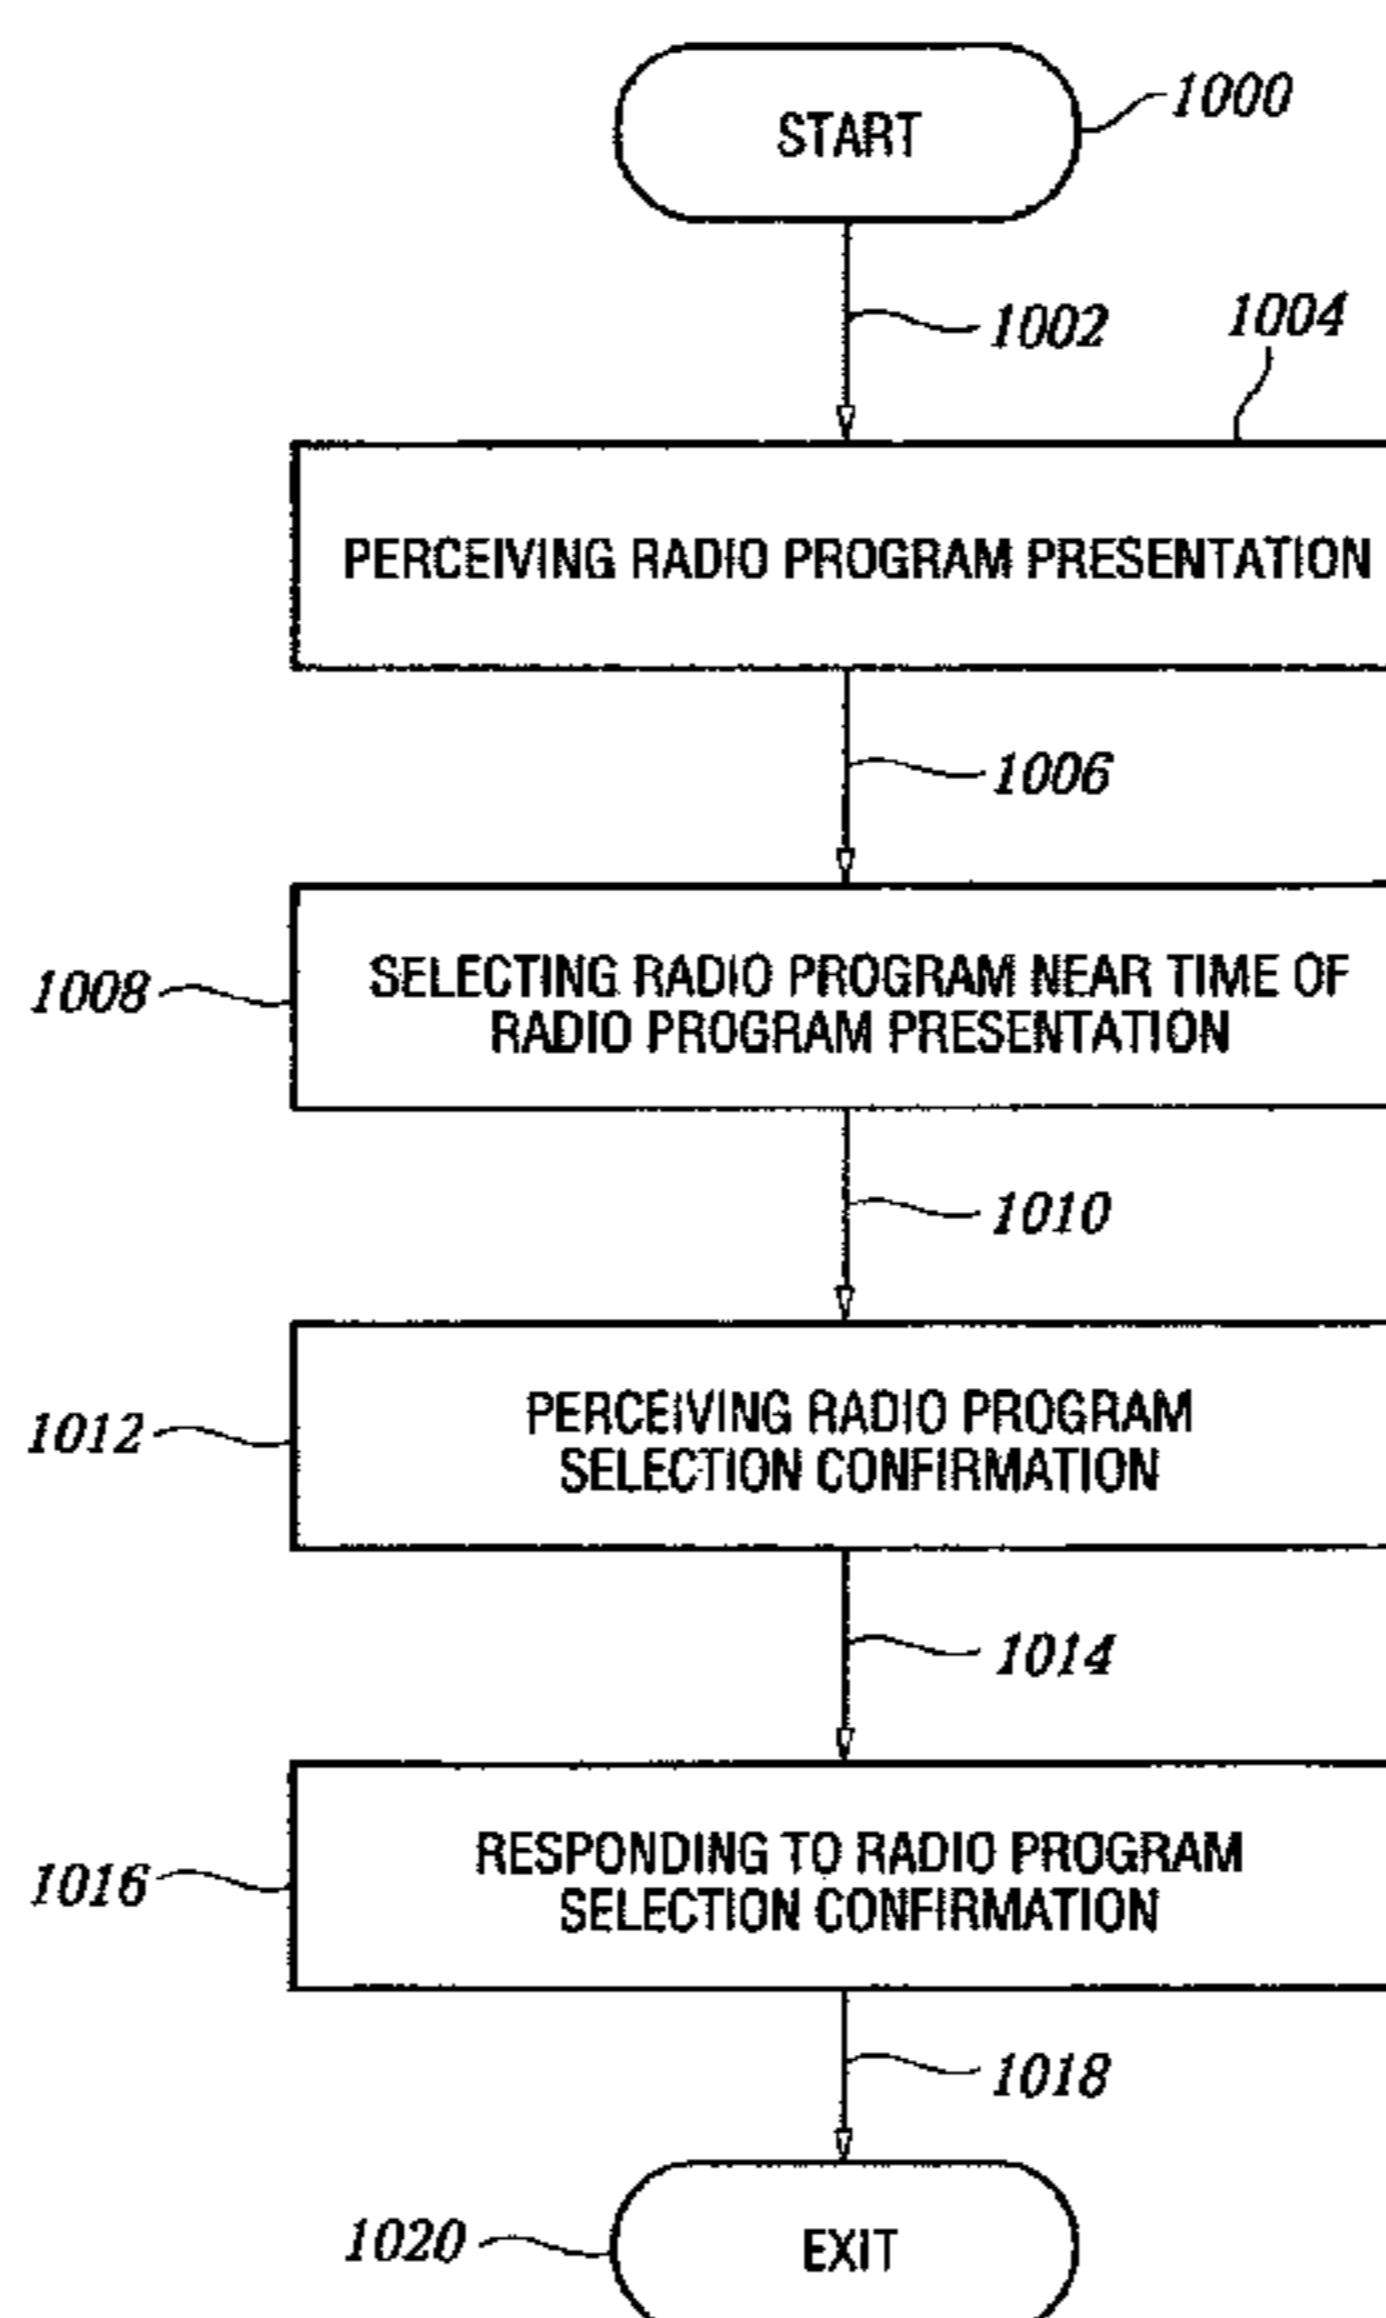 START
1000
1002
1004
PERCEIVING RADIO PROGRAM PRESENTATION
1006
1008
SELECTING RADIO PROGRAM NEAR TIME OF
RADIO PROGRAM PRESENTATION
1010
1012
PERCEIVING RADIO PROGRAM
SELECTION CONFIRMATION
1014
1016
RESPONDING TO RADIO PROGRAM
SELECTION CONFIRMATION
1018
1020
EXIT